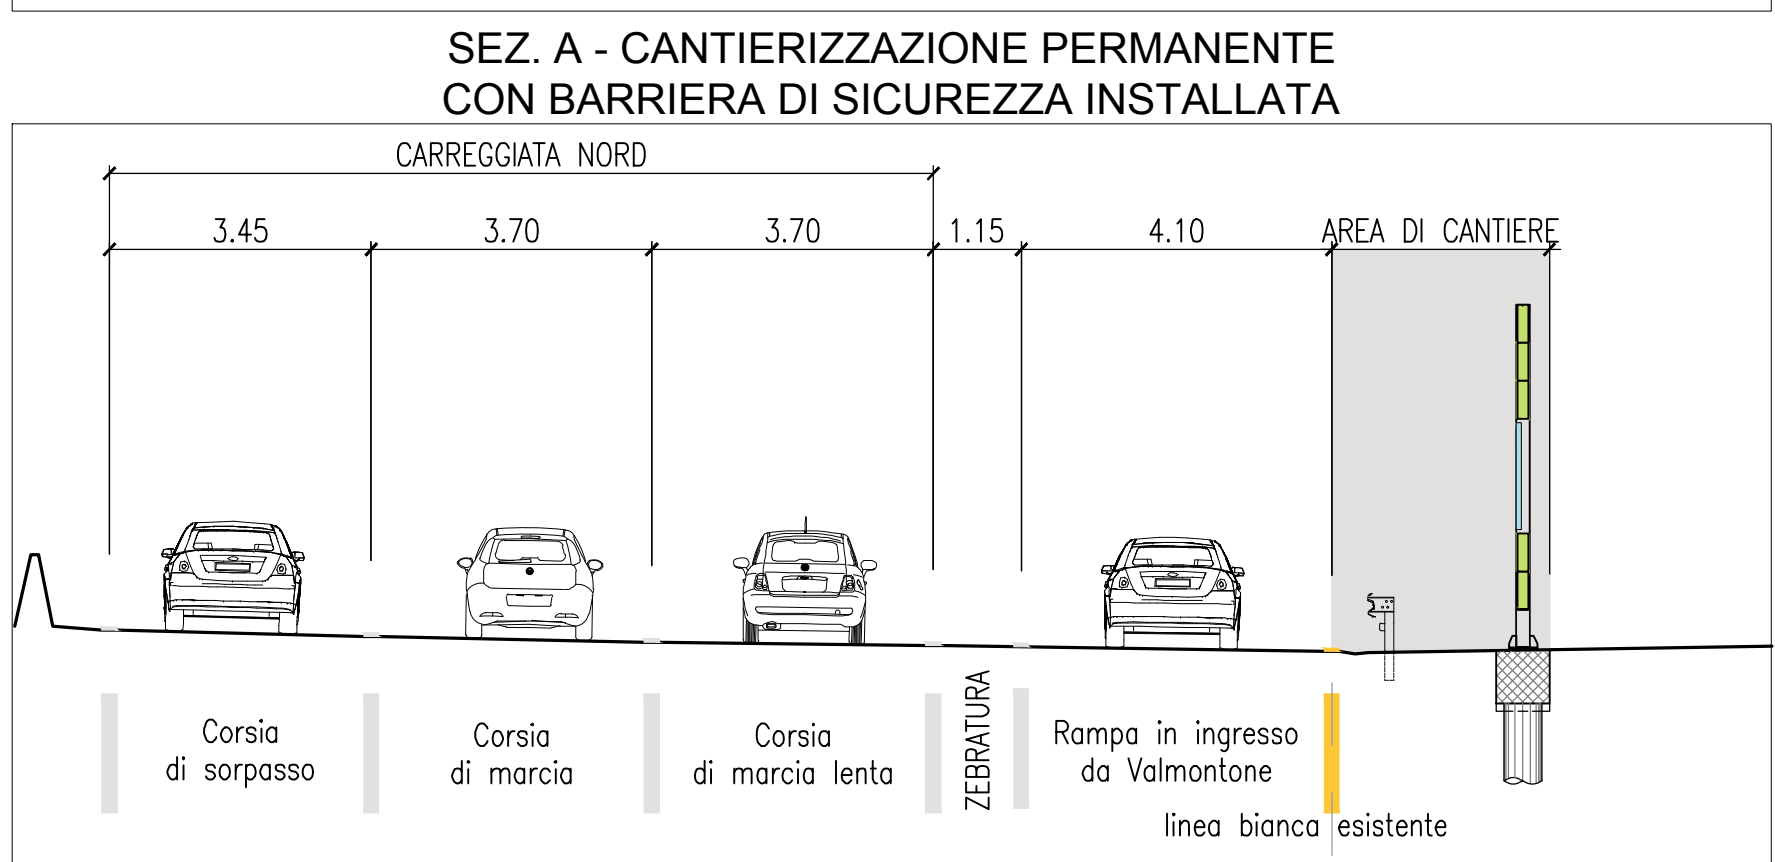 SEZ. A - CANTIERIZZAZIONE PERMANENTE
CON BARRIERA DI SICUREZZA INSTALLATA
CARREGGIATA NORD
3.45
3.70
3.70
1.15
4.10
AREA DI CANTIERE
Corsia
di sorpasso
Corsia
di marcia
Corsia
di marcia lenta
ZEBRATURA
Rampa in ingresso
da Valmontone
linea bianca esistente